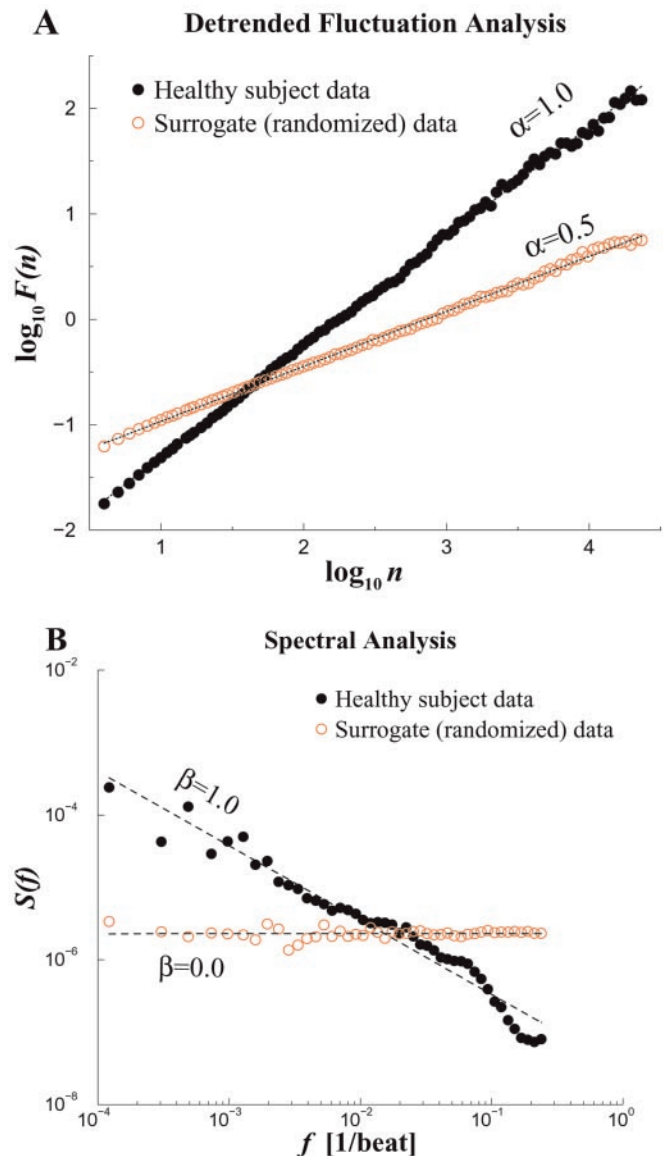 A Detrended Fluctuation Analysis
Healthy subject data
Surrogate (randomized) data
α=1.0
α=0.5
log₁₀ F(n)
2
1
0
−1
−2
1 2 3 4
log₁₀ n
B Spectral Analysis
Healthy subject data
Surrogate (randomized) data
β=1.0
β=0.0
S(f)
10⁻²
10⁻⁴
10⁻⁶
10⁻⁸
10⁻⁴ 10⁻³ 10⁻² 10⁻¹ 10⁰
f [1/beat]